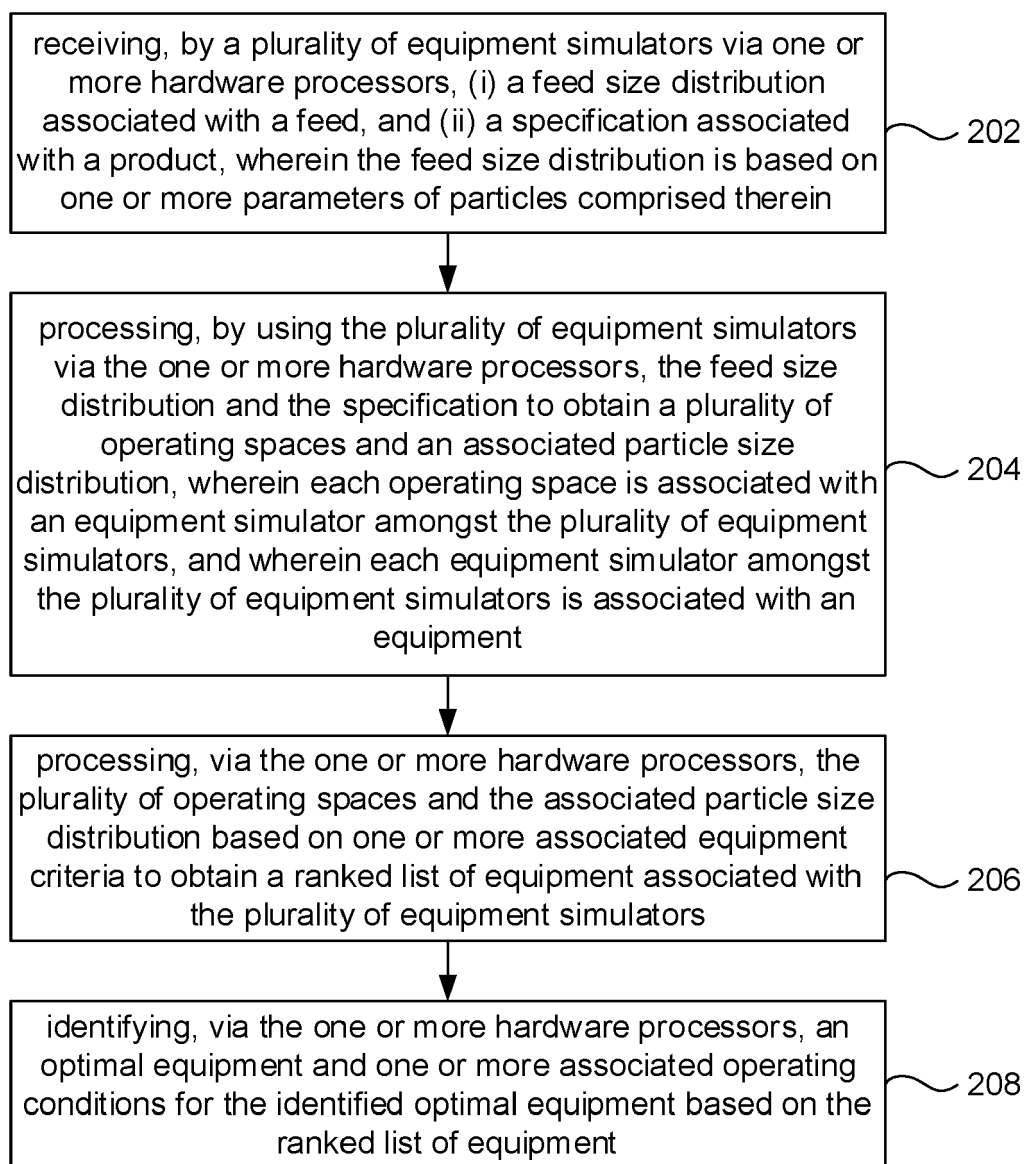 receiving, by a plurality of equipment simulators via one or
more hardware processors, (i) a feed size distribution
associated with a feed, and (ii) a specification associated
with a product, wherein the feed size distribution is based on
one or more parameters of particles comprised therein
202
processing, by using the plurality of equipment simulators
via the one or more hardware processors, the feed size
distribution and the specification to obtain a plurality of
operating spaces and an associated particle size
distribution, wherein each operating space is associated with
an equipment simulator amongst the plurality of equipment
simulators, and wherein each equipment simulator amongst
the plurality of equipment simulators is associated with an
equipment
204
processing, via the one or more hardware processors, the
plurality of operating spaces and the associated particle size
distribution based on one or more associated equipment
criteria to obtain a ranked list of equipment associated with
the plurality of equipment simulators
206
identifying, via the one or more hardware processors, an
optimal equipment and one or more associated operating
conditions for the identified optimal equipment based on the
ranked list of equipment
208